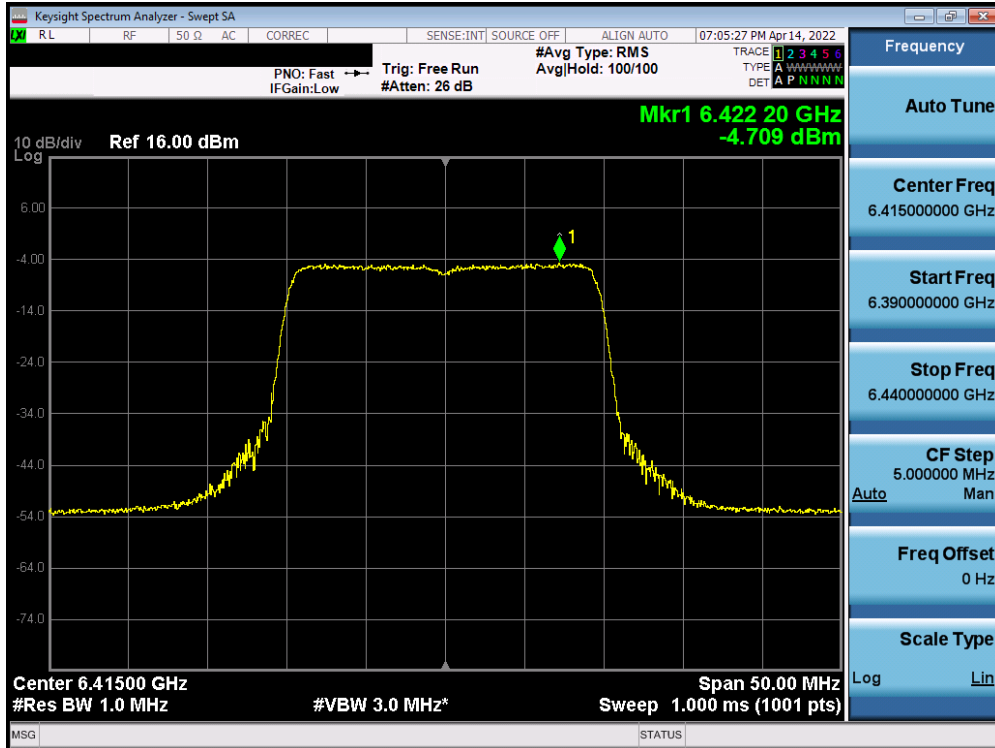 Keysight Spectrum Analyzer - Swept SA
LXI RL RF 50 Ω AC CORREC SENSE:INT SOURCE OFF ALIGN AUTO 07:05:27 PM Apr 14, 2022
PNO: Fast Trig: Free Run #Avg Type: RMS TRACE 1 2 3 4 5 6
IFGain:Low #Atten: 26 dB Avg|Hold: 100/100 TYPE A WWWWW
DET A P N N N N
Mkr1 6.422 20 GHz
-4.709 dBm
10 dB/div Ref 16.00 dBm
Log
1
6.00
-4.00
-14.0
-24.0
-34.0
-44.0
-54.0
-64.0
-74.0
Center 6.41500 GHz Span 50.00 MHz
#Res BW 1.0 MHz #VBW 3.0 MHz* Sweep 1.000 ms (1001 pts)
MSG STATUS
Frequency
Auto Tune
Center Freq
6.415000000 GHz
Start Freq
6.390000000 GHz
Stop Freq
6.440000000 GHz
CF Step
5.000000 MHz
Auto Man
Freq Offset
0 Hz
Scale Type
Log Lin